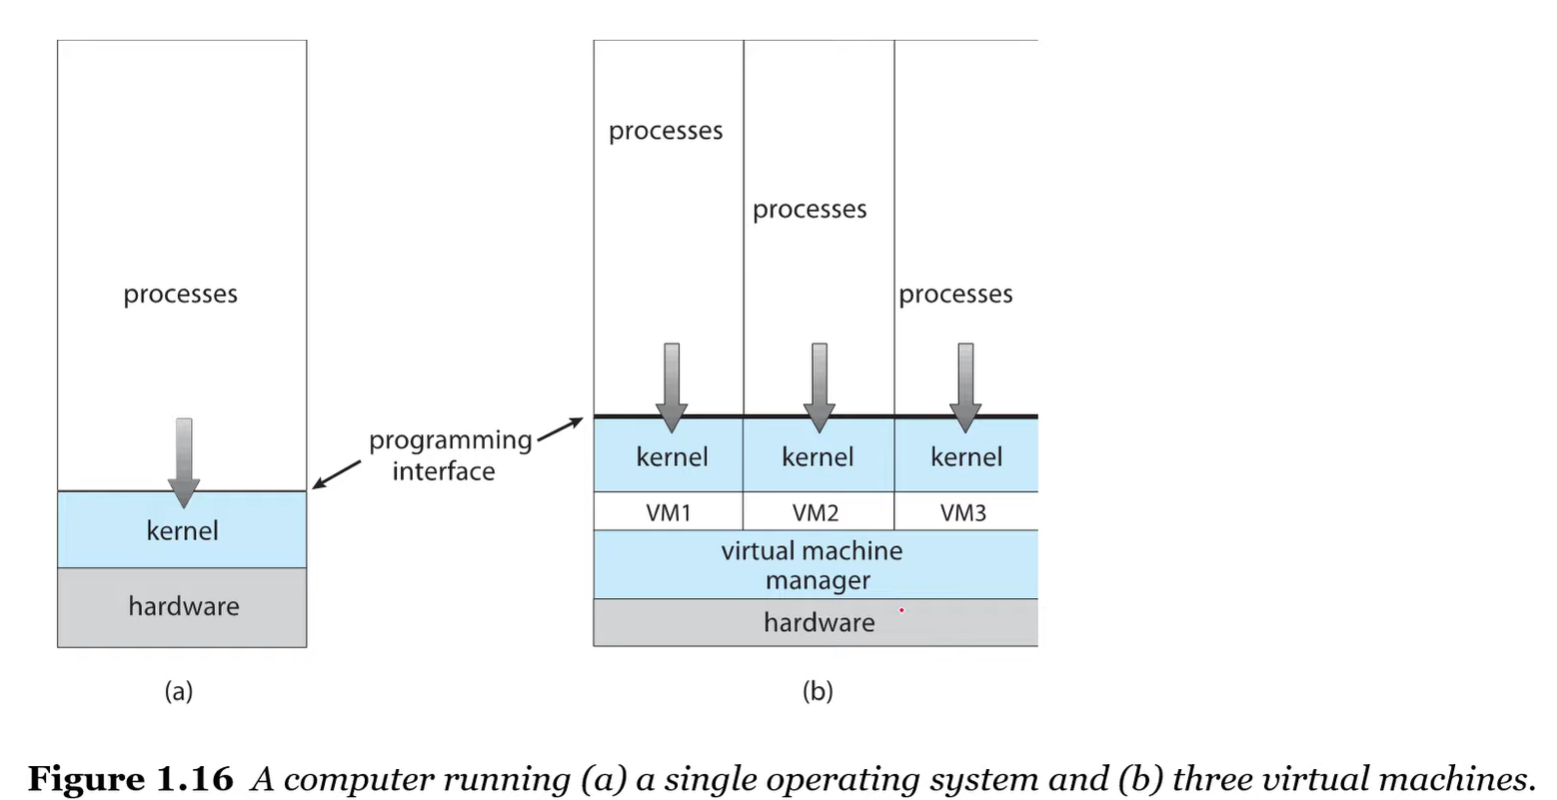 processes
programming
interface
kernel
hardware
(a)
processes
processes
processes
kernel
kernel
kernel
VM1
VM2
VM3
virtual machine
manager
hardware
(b)
Figure 1.16 A computer running (a) a single operating system and (b) three virtual machines.